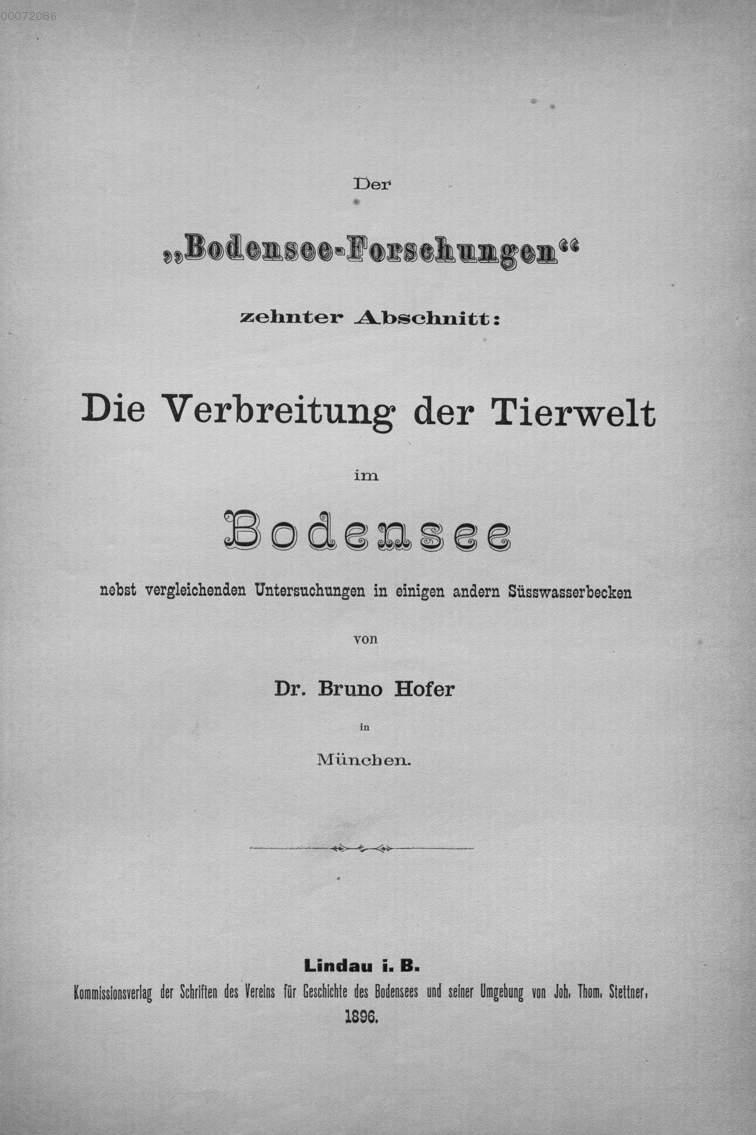 00072086
Der
„Bodensee-Forschungen“
zehnter Abschnitt:
Die Verbreitung der Tierwelt
im
Bodensee
nebst vergleichenden Untersuchungen in einigen andern Süsswasserbecken
von
Dr. Bruno Hofer
in
München.
Lindau i. B.
Kommissionsverlag der Schriften des Vereins für Geschichte des Bodensees und seiner Umgebung von Joh. Thom. Stettner.
1896.